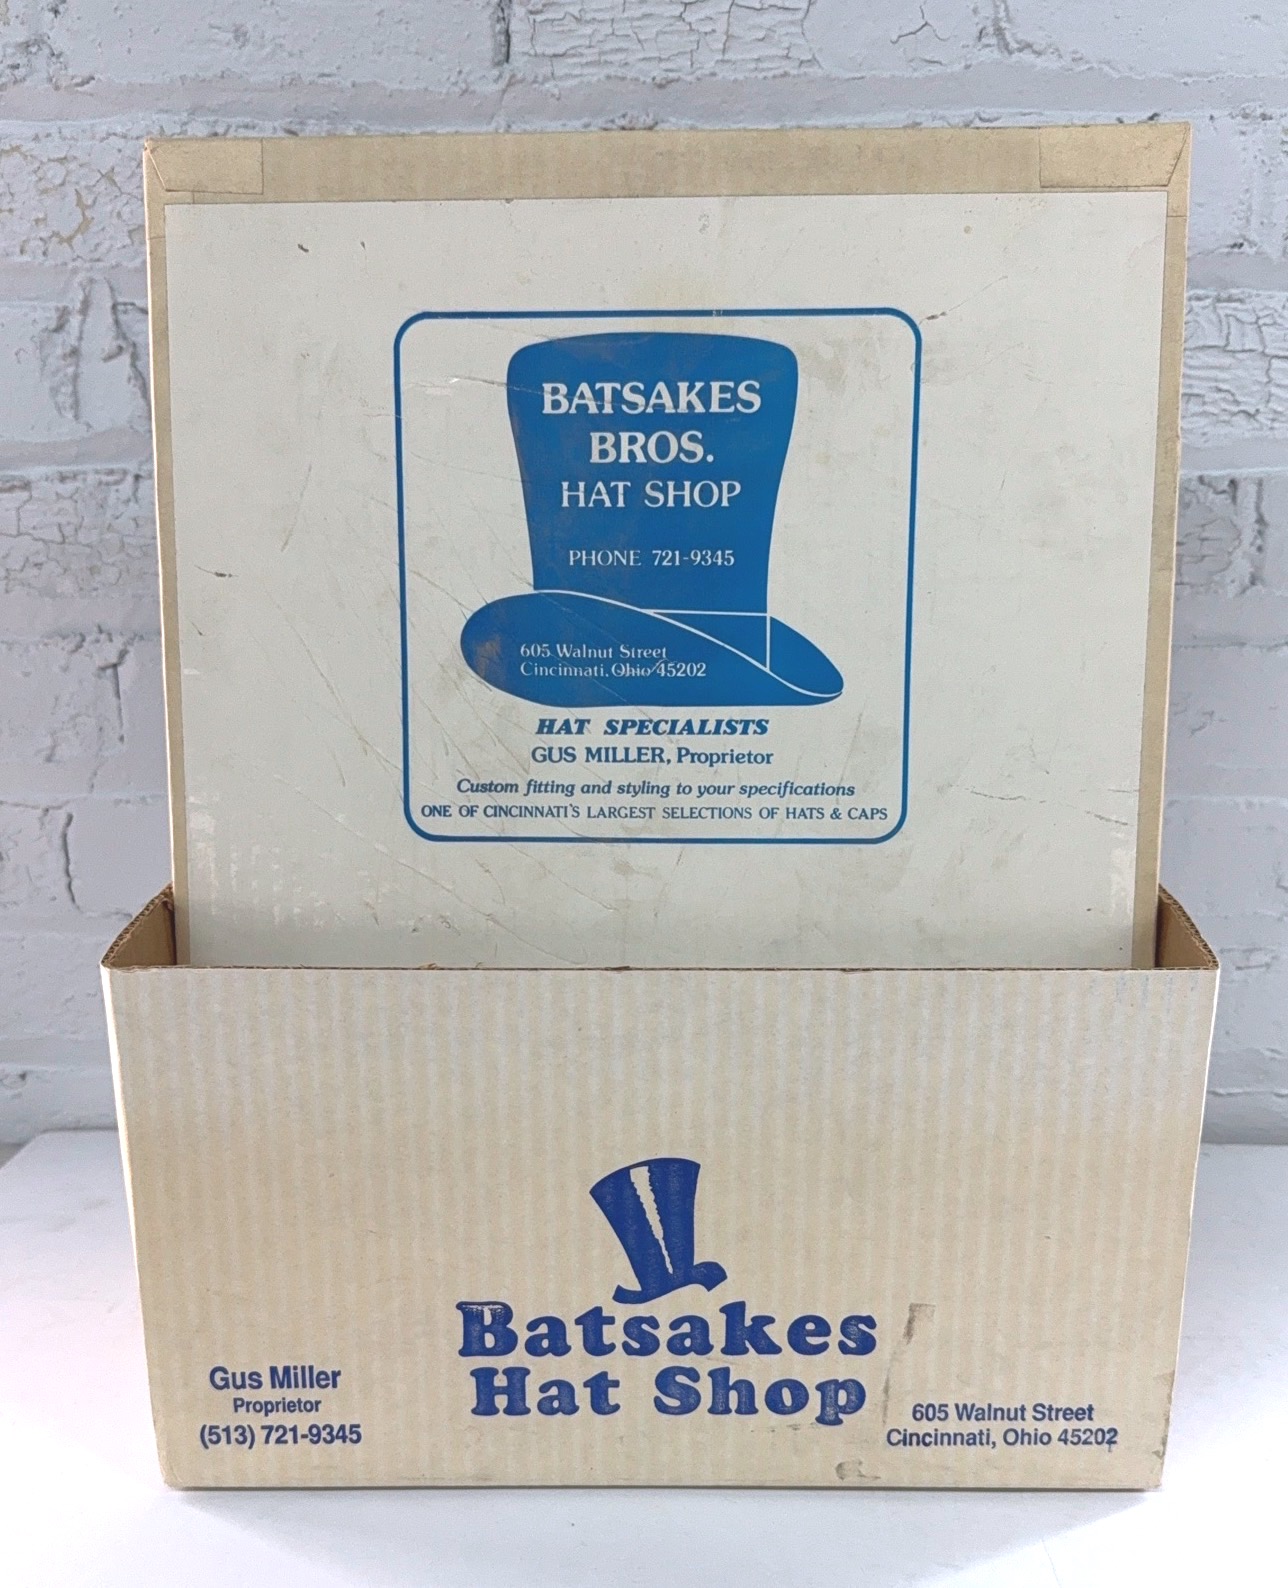 BATSAKES
BROS.
HAT SHOP
PHONE 721-9345
605 Walnut Street
Cincinnati, Ohio 45202
HAT SPECIALISTS
GUS MILLER, Proprietor
Custom fitting and styling to your specifications
ONE OF CINCINNATI'S LARGEST SELECTIONS OF HATS & CAPS
Batsakes
Hat Shop
Gus Miller
Proprietor
(513) 721-9345
605 Walnut Street
Cincinnati, Ohio 45202